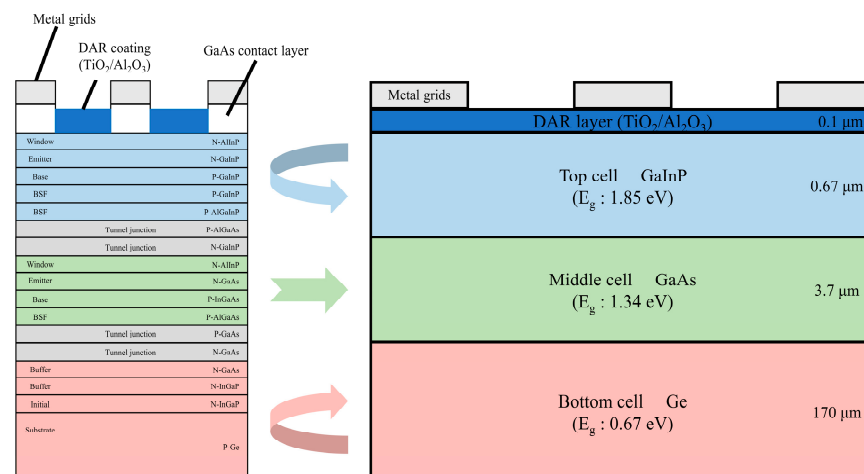 Metal grids
DAR coating
(TiO2/Al2O3)
GaAs contact layer
Window N-AlInP
Emitter N-GaInP
Base P-GaInP
BSF P-GaInP
BSF P-AlGaInP
Tunnel junction P-AlGaAs
Tunnel junction N-GaInP
Window N-AlInP
Emitter N-GaAs
Base P-InGaAs
BSF P-AlGaAs
Tunnel junction P-GaAs
Tunnel junction N-GaAs
Buffer N-GaAs
Buffer N-InGaP
Initial N-InGaP
Substrate
P-Ge
Metal grids
DAR layer (TiO2/Al2O3) 0.1 μm
Top cell GaInP
(Eg : 1.85 eV)
0.67 μm
Middle cell GaAs
(Eg : 1.34 eV)
3.7 μm
Bottom cell Ge
(Eg : 0.67 eV)
170 μm